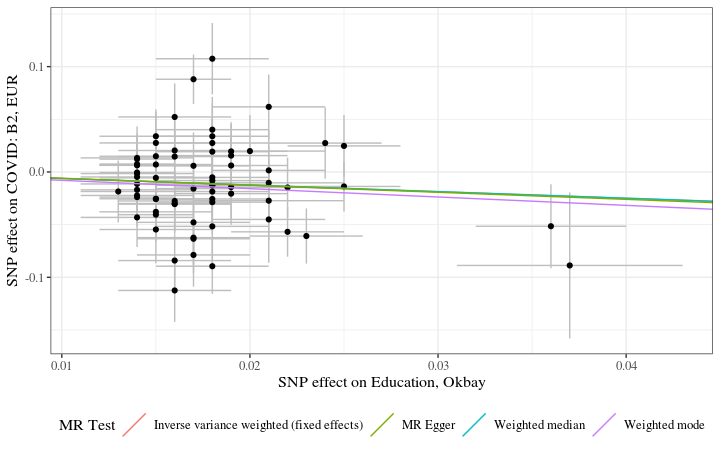 SNP effect on COVID: B2, EUR
0.1
0.0
-0.1
0.01
0.02
0.03
0.04
SNP effect on Education, Okbay
MR Test
Inverse variance weighted (fixed effects)
MR Egger
Weighted median
Weighted mode